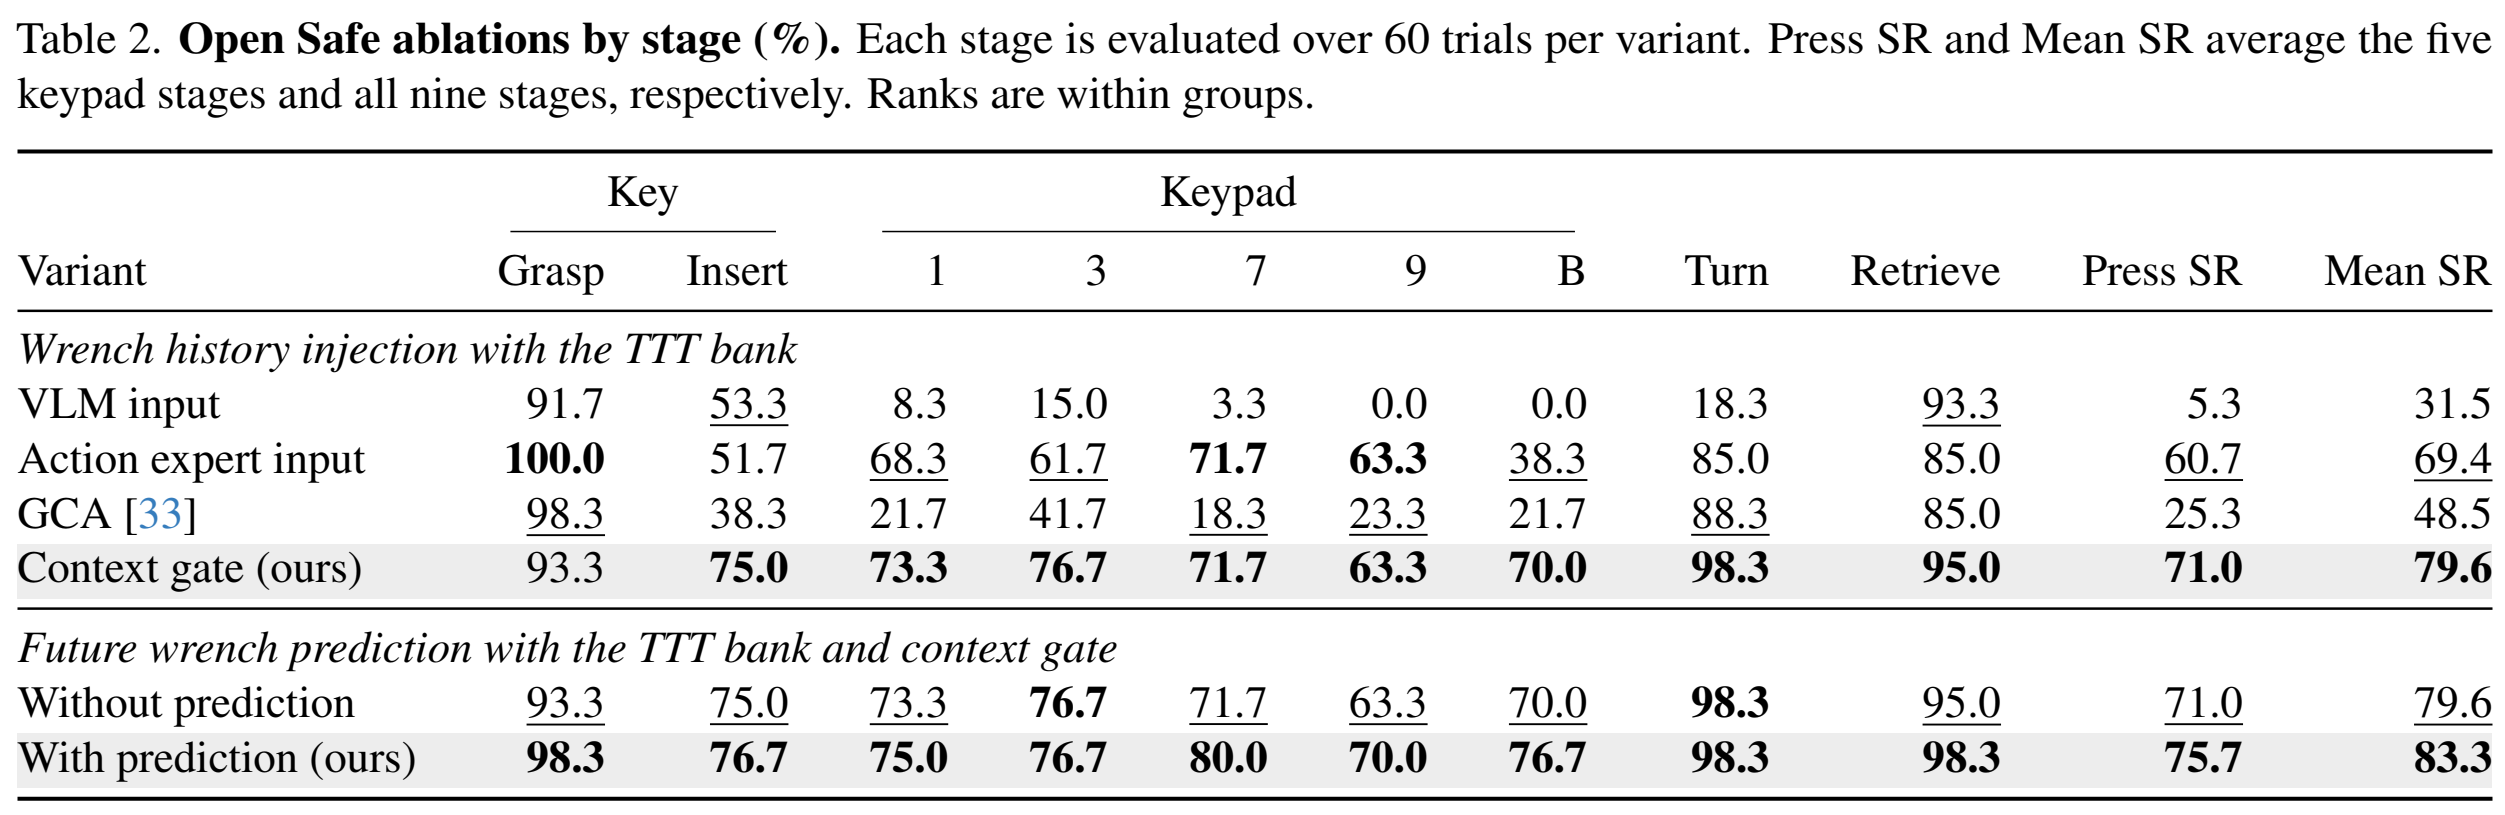 Table 2. Open Safe ablations by stage (%). Each stage is evaluated over 60 trials per variant. Press SR and Mean SR average the five
keypad stages and all nine stages, respectively. Ranks are within groups.
Key Keypad
Variant Grasp Insert 1 3 7 9 B Turn Retrieve Press SR Mean SR
Wrench history injection with the TTT bank
VLM input 91.7 53.3 8.3 15.0 3.3 0.0 0.0 18.3 93.3 5.3 31.5
Action expert input 100.0 51.7 68.3 61.7 71.7 63.3 38.3 85.0 85.0 60.7 69.4
GCA [33] 98.3 38.3 21.7 41.7 18.3 23.3 21.7 88.3 85.0 25.3 48.5
Context gate (ours) 93.3 75.0 73.3 76.7 71.7 63.3 70.0 98.3 95.0 71.0 79.6
Future wrench prediction with the TTT bank and context gate
Without prediction 93.3 75.0 73.3 76.7 71.7 63.3 70.0 98.3 95.0 71.0 79.6
With prediction (ours) 98.3 76.7 75.0 76.7 80.0 70.0 76.7 98.3 98.3 75.7 83.3